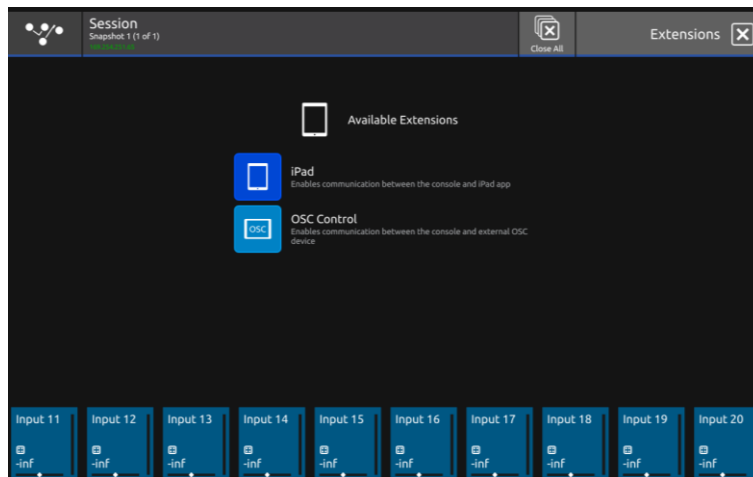 Session
Snapshot 1 (1 of 1)
Close All
Extensions
Available Extensions
iPad
Enables communication between the console and iPad app
OSC
OSC Control
Enables communication between the console and external OSC
device
Input 11
Input 12
Input 13
Input 14
Input 15
Input 16
Input 17
Input 18
Input 19
Input 20
-inf
-inf
-inf
-inf
-inf
-inf
-inf
-inf
-inf
-inf